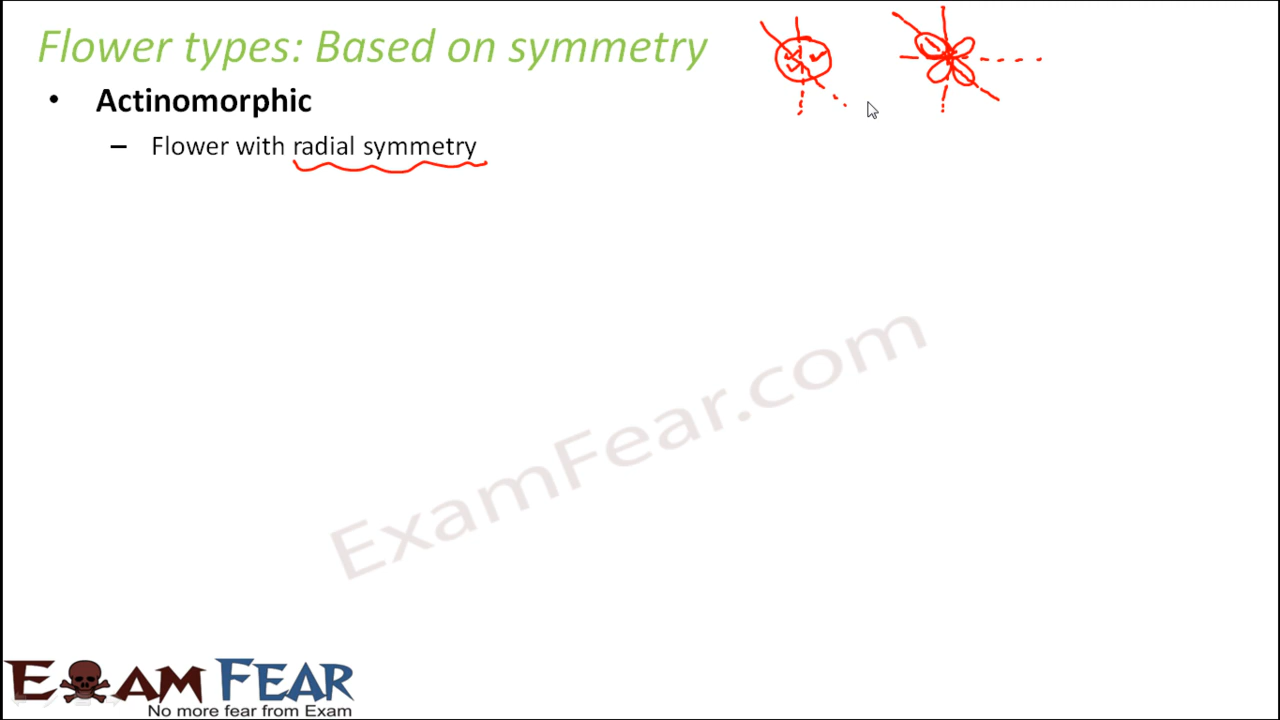 Flower types: Based on symmetry
• Actinomorphic
– Flower with radial symmetry
ExamFear.com
EXAM FEAR
No more fear from Exam